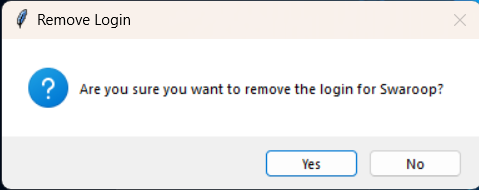 Remove Login
Are you sure you want to remove the login for Swaroop?
Yes No